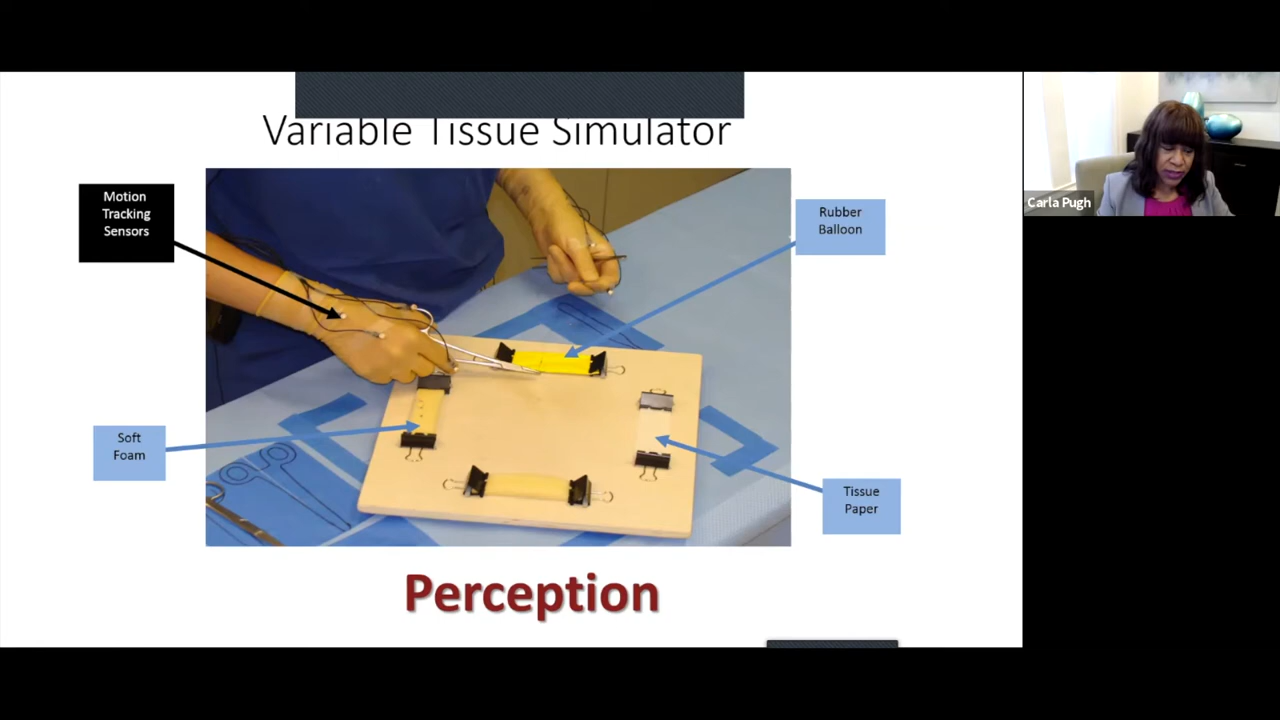 Variable Tissue Simulator
Motion
Tracking
Sensors
Rubber
Balloon
Soft
Foam
Tissue
Paper
Perception
Carla Pugh